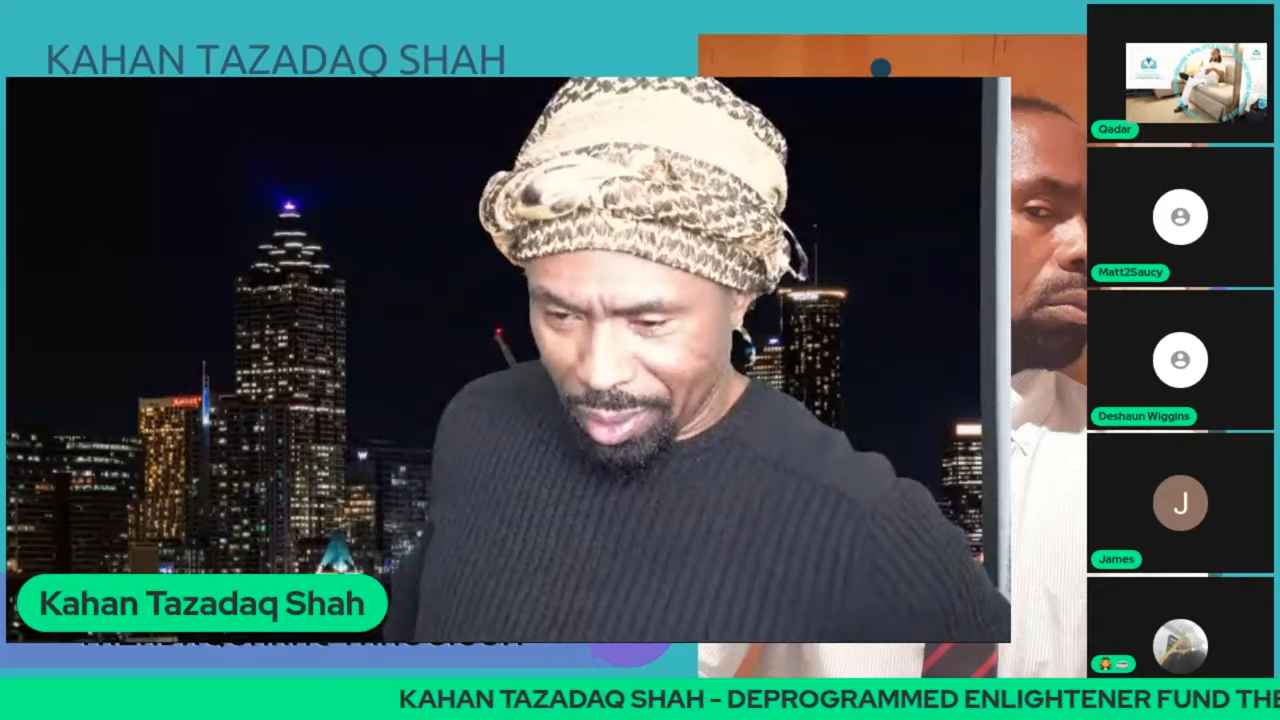 KAHAN TAZADAQ SHAH
Kahan Tazadaq Shah
Qadar
Matt2Saucy
Deshaun Wiggins
J
James
KAHAN TAZADAQ SHAH - DEPROGRAMMED ENLIGHTENER FUND THE